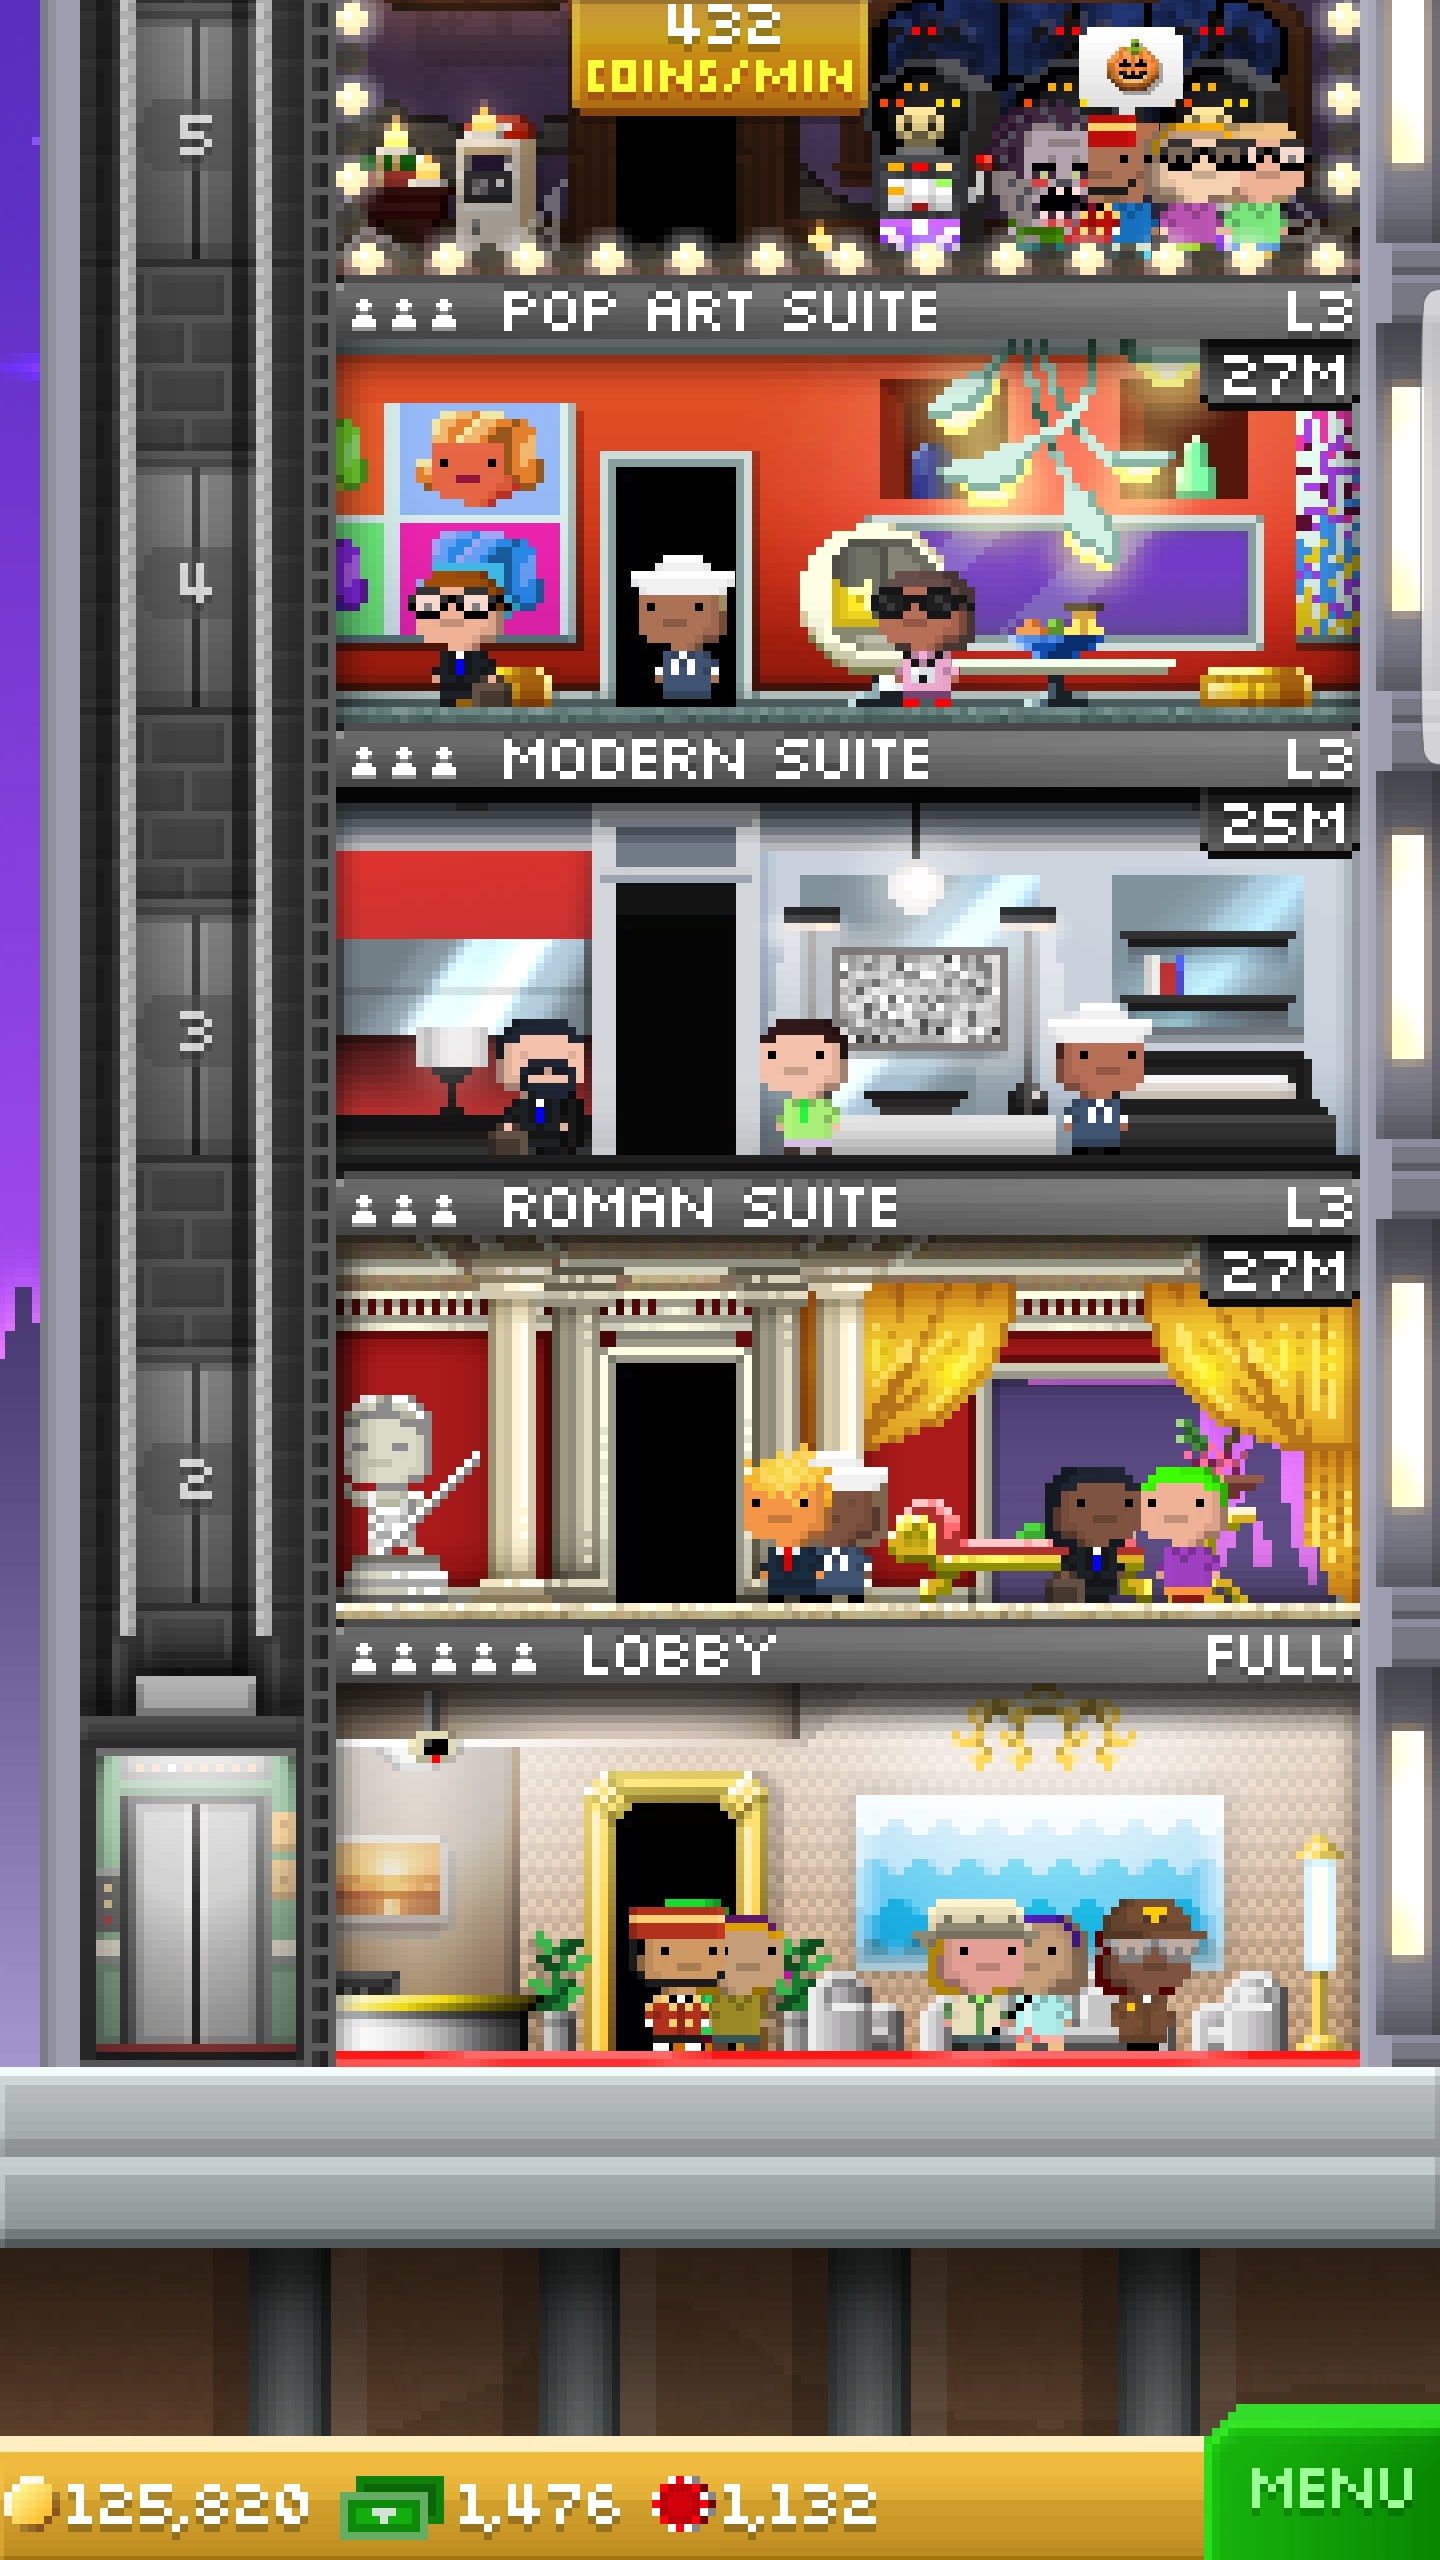 432
COINS/MIN
5
POP ART SUITE L3
27M
4
MODERN SUITE L3
25M
3
ROMAN SUITE L3
27M
2
LOBBY FULL!
125,820 1,476 1,132
MENU